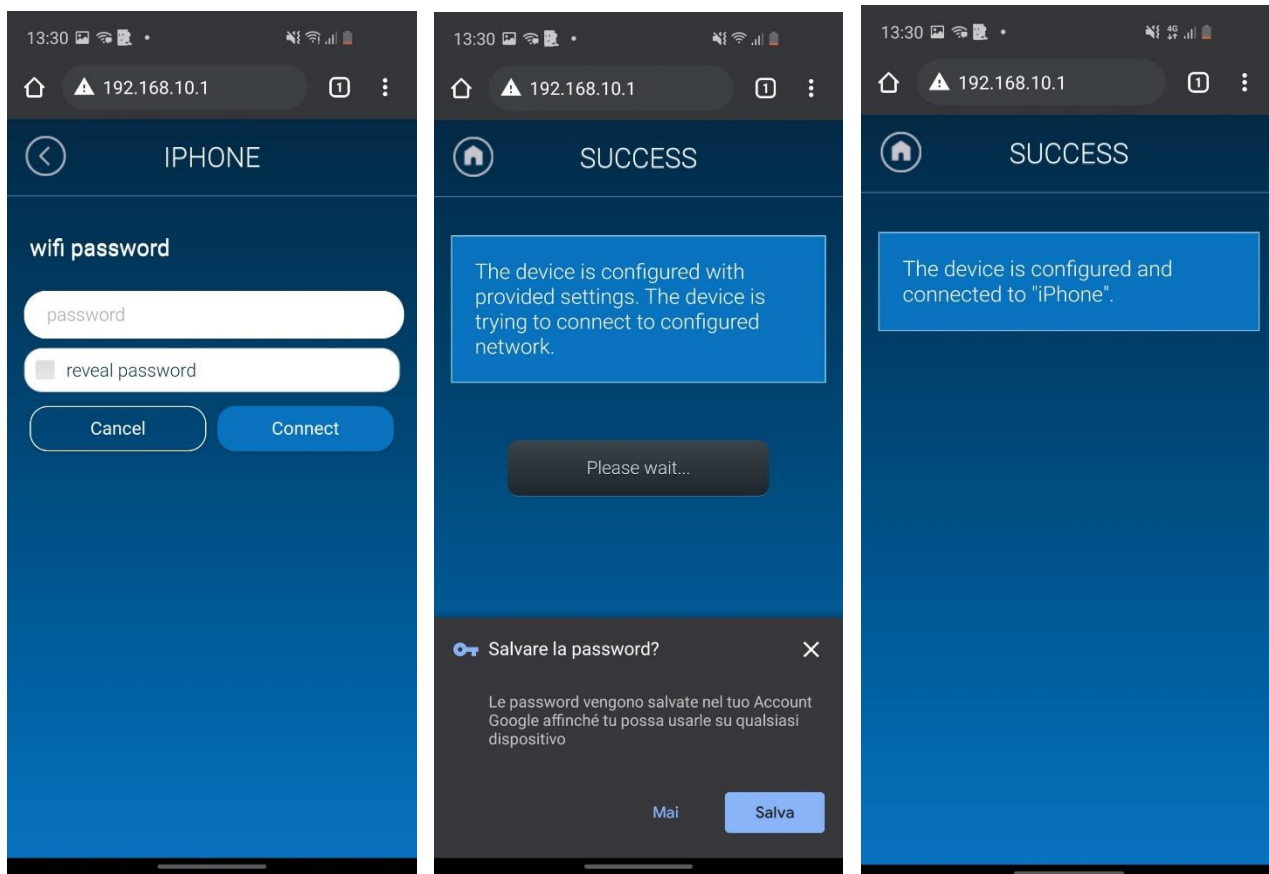 13:30
192.168.10.1
1
IPHONE
wifi password
password
reveal password
Cancel
Connect
13:30
192.168.10.1
1
SUCCESS
The device is configured with
provided settings. The device is
trying to connect to configured
network.
Please wait...
Salvare la password?
Le password vengono salvate nel tuo Account
Google affinché tu possa usarle su qualsiasi
dispositivo
Mai
Salva
13:30
4G
192.168.10.1
1
SUCCESS
The device is configured and
connected to "iPhone".